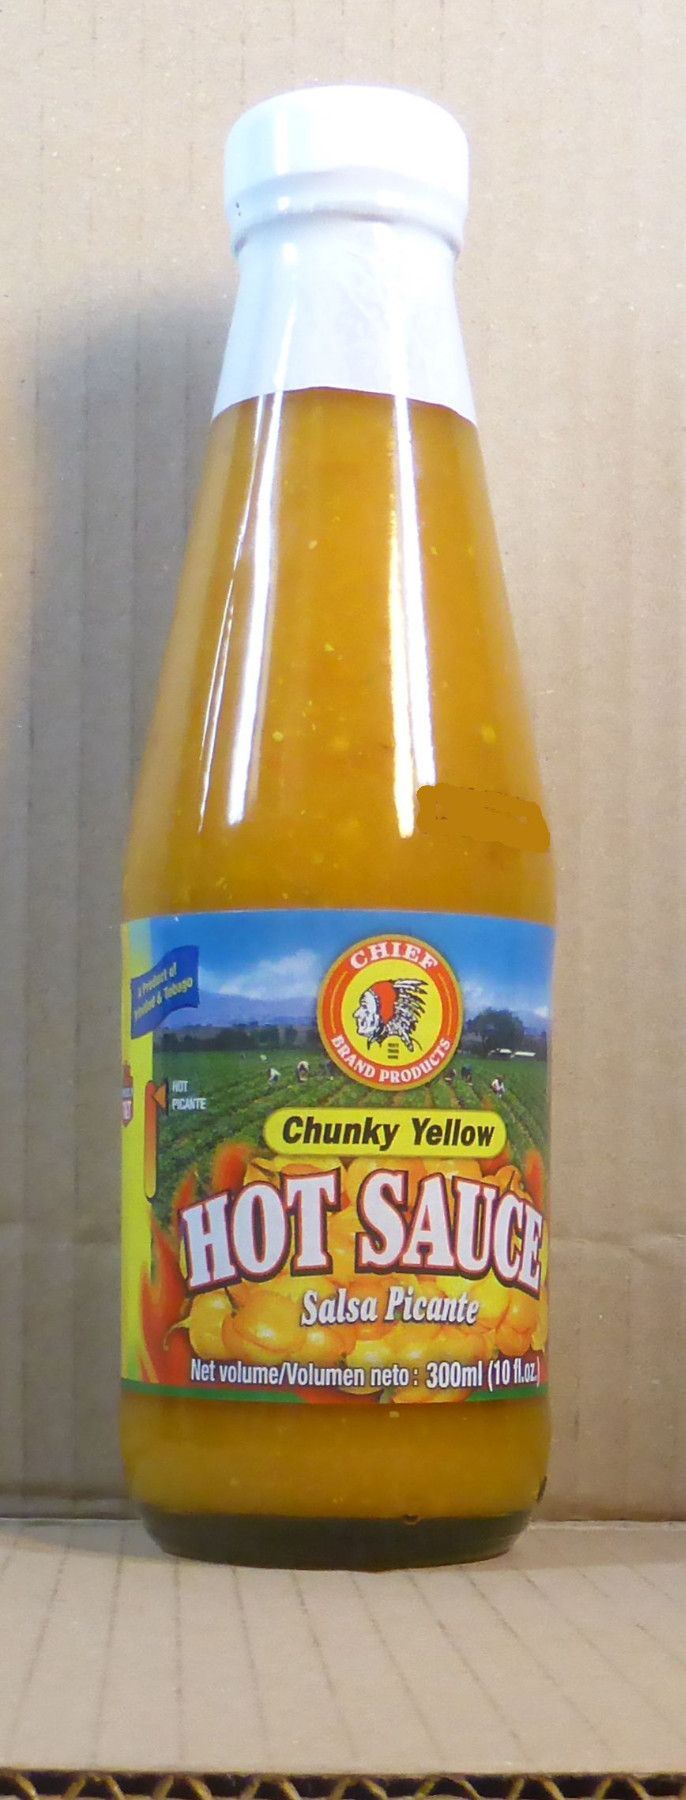 CHIEF
BRAND PRODUCTS
A Product of
Trinidad & Tobago
HOT
PICANTE
Chunky Yellow
HOT SAUCE
Salsa Picante
Net volume/Volumen neto : 300ml (10 fl.oz.)